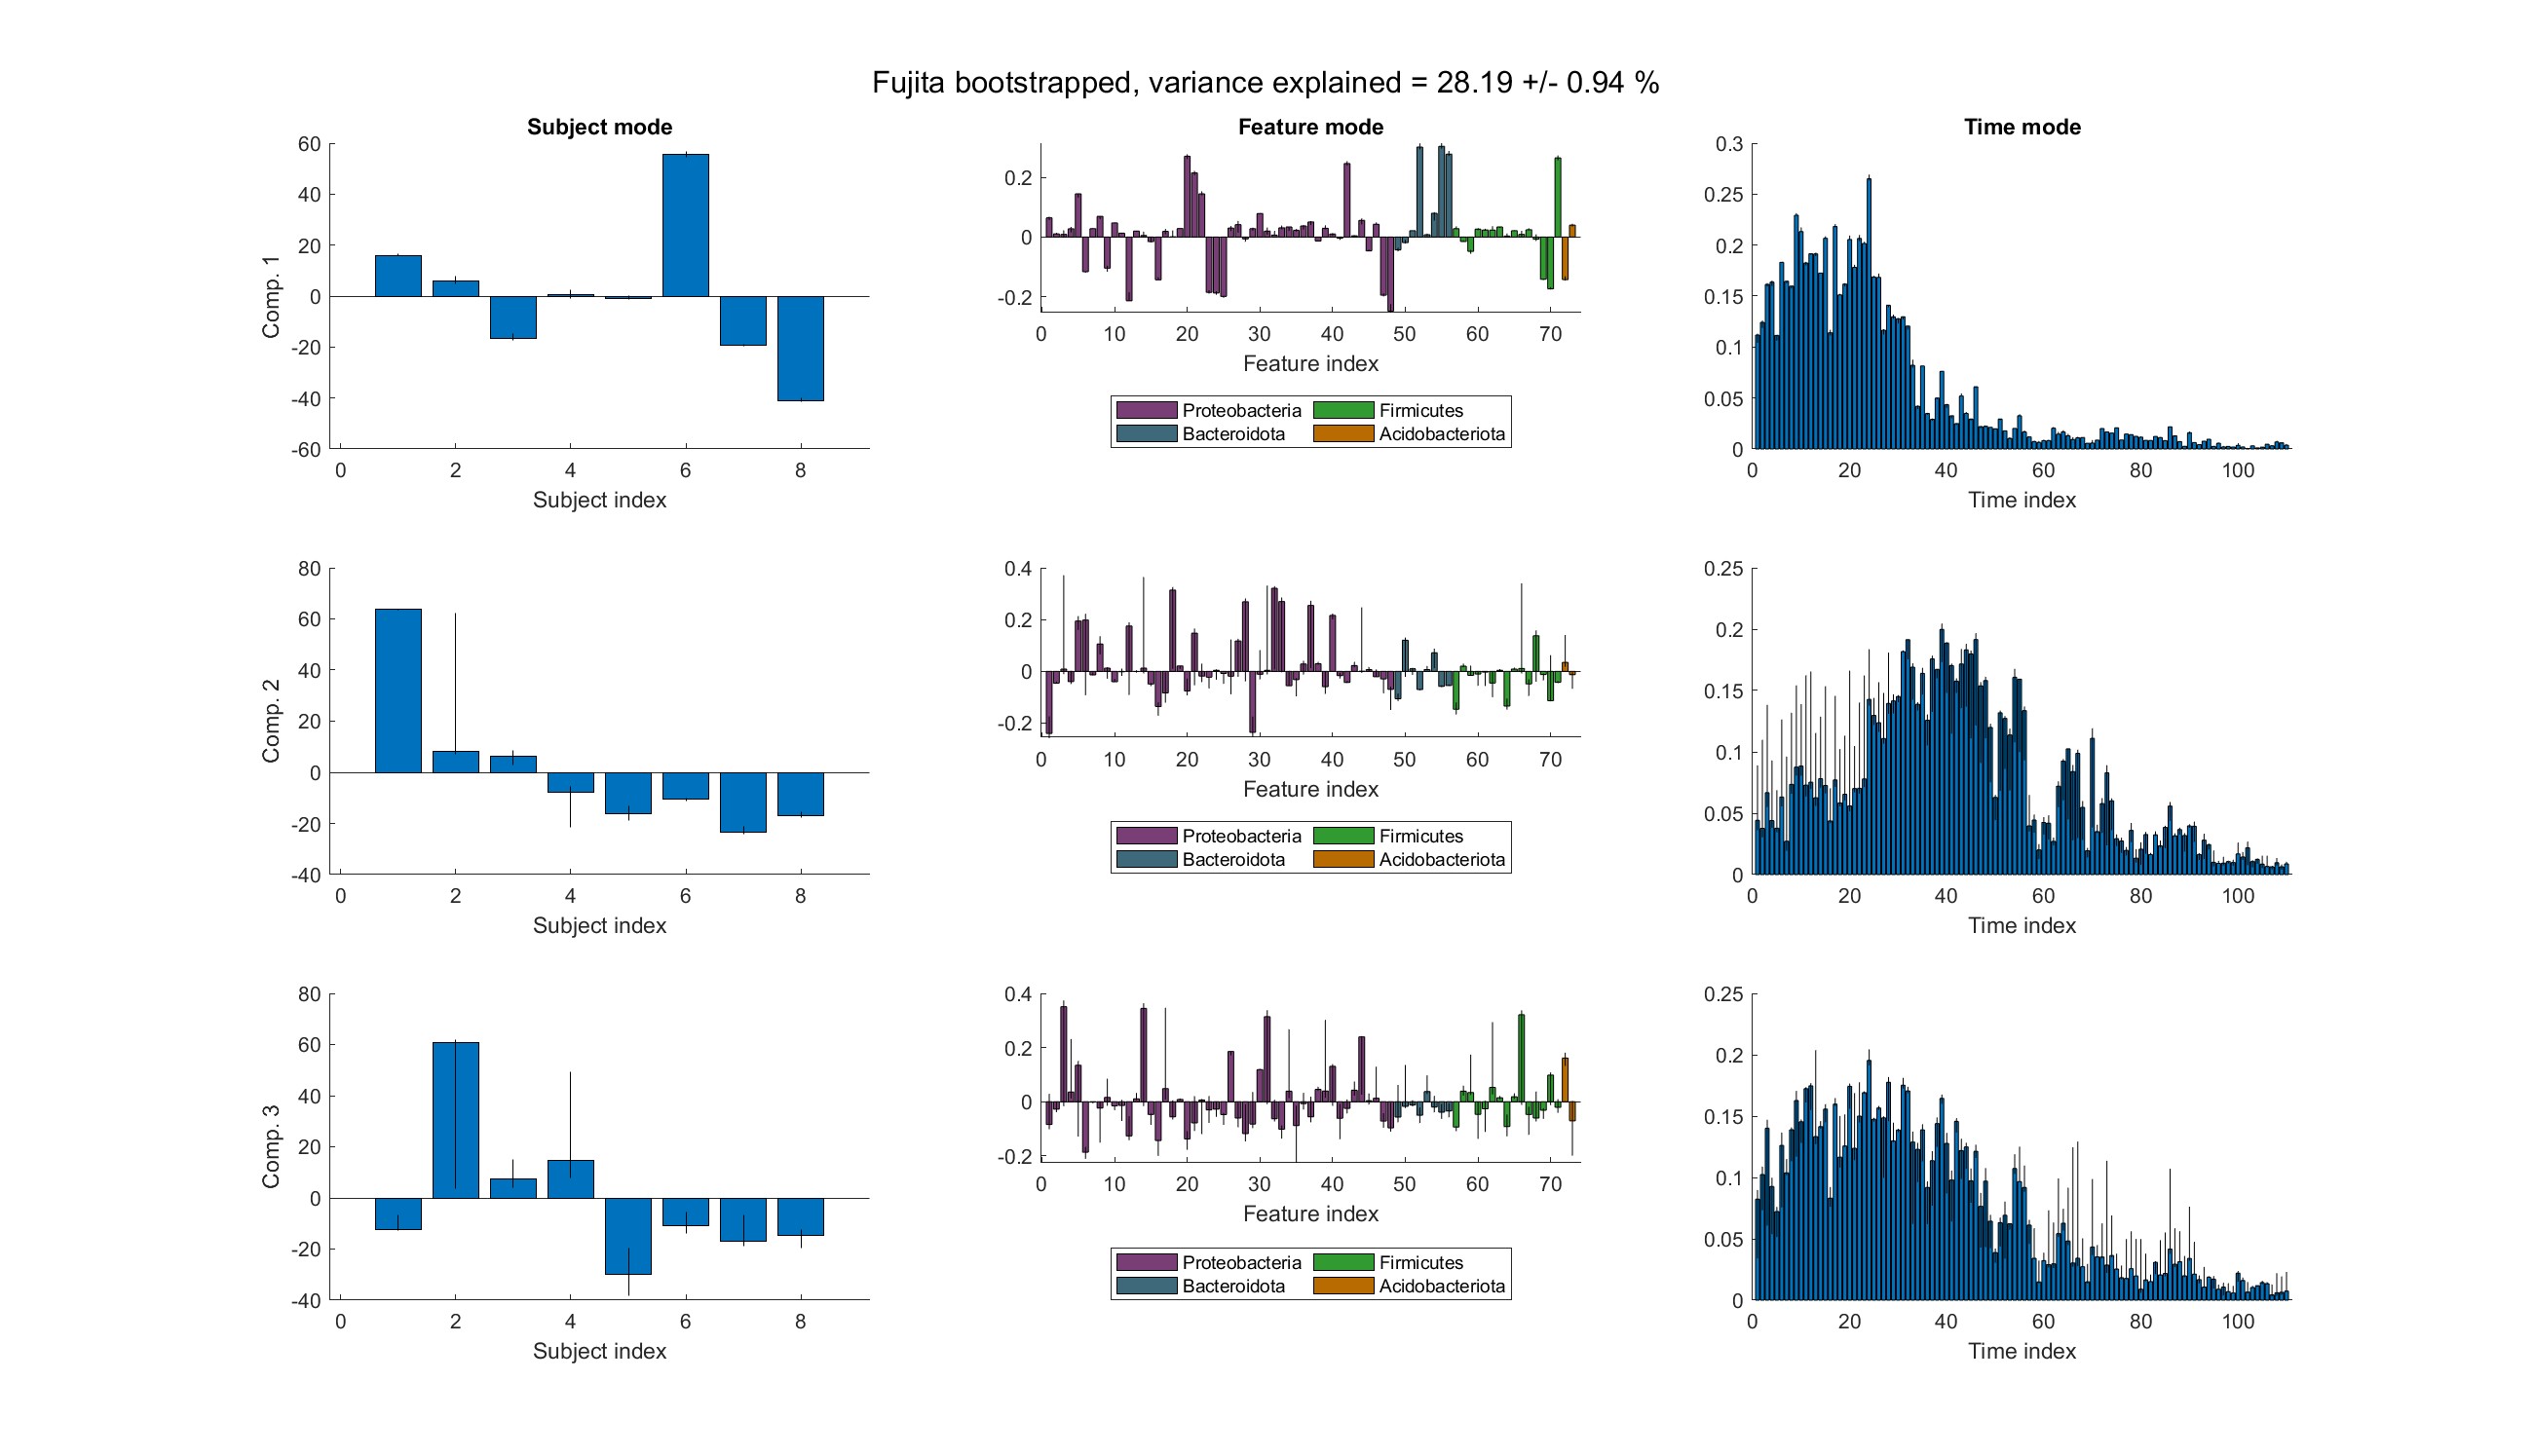 Fujita bootstrapped, variance explained = 28.19 +/- 0.94 %
Subject mode
Feature mode
Time mode
Comp. 1
60
40
20
0
-20
-40
-60
0 2 4 6 8
Subject index
0.2
0
-0.2
0 10 20 30 40 50 60 70
Feature index
Proteobacteria Firmicutes
Bacteroidota Acidobacteriota
0.3
0.25
0.2
0.15
0.1
0.05
0
0 20 40 60 80 100
Time index
Comp. 2
80
60
40
20
0
-20
-40
0 2 4 6 8
Subject index
0.4
0.2
0
-0.2
0 10 20 30 40 50 60 70
Feature index
Proteobacteria Firmicutes
Bacteroidota Acidobacteriota
0.25
0.2
0.15
0.1
0.05
0
0 20 40 60 80 100
Time index
Comp. 3
80
60
40
20
0
-20
-40
0 2 4 6 8
Subject index
0.4
0.2
0
-0.2
0 10 20 30 40 50 60 70
Feature index
Proteobacteria Firmicutes
Bacteroidota Acidobacteriota
0.25
0.2
0.15
0.1
0.05
0
0 20 40 60 80 100
Time index